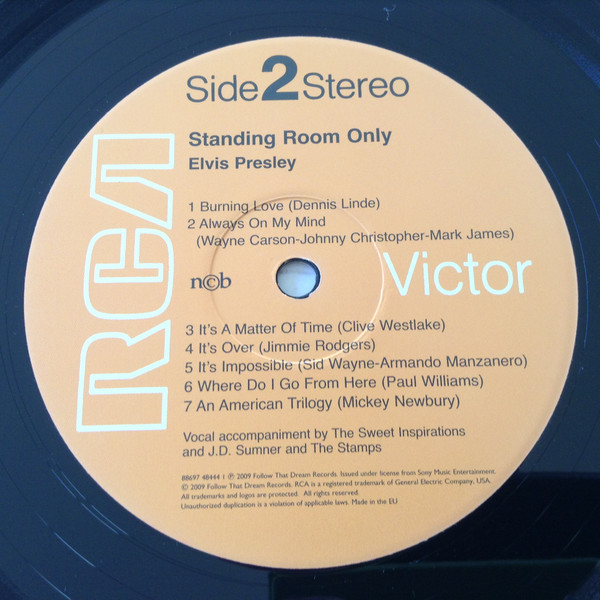 Side 2 Stereo
Standing Room Only
Elvis Presley
RCA
1 Burning Love (Dennis Linde)
2 Always On My Mind
(Wayne Carson-Johnny Christopher-Mark James)
n©b
Victor
3 It's A Matter Of Time (Clive Westlake)
4 It's Over (Jimmie Rodgers)
5 It's Impossible (Sid Wayne-Armando Manzanero)
6 Where Do I Go From Here (Paul Williams)
7 An American Trilogy (Mickey Newbury)
Vocal accompaniment by The Sweet Inspirations
and J.D. Sumner and The Stamps
88697 48444 1 ℗ 2009 Follow That Dream Records. Issued under license from Sony Music Entertainment.
© 2009 Follow That Dream Records. RCA is a registered trademark of General Electric Company, USA.
All trademarks and logos are protected. All rights reserved.
Unauthorized duplication is a violation of applicable laws. Made in the EU